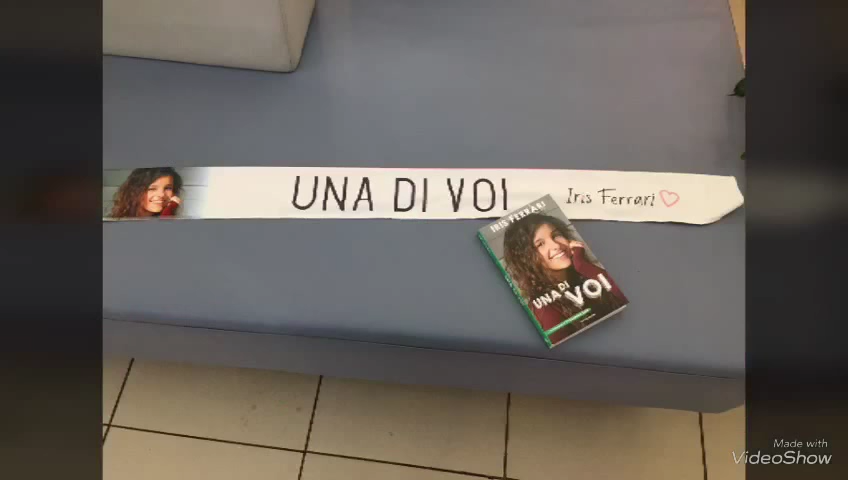 UNA DI VOI
Iris Ferrari
IRIS FERRARI
UNA DI
VOI
Made with
VideoShow